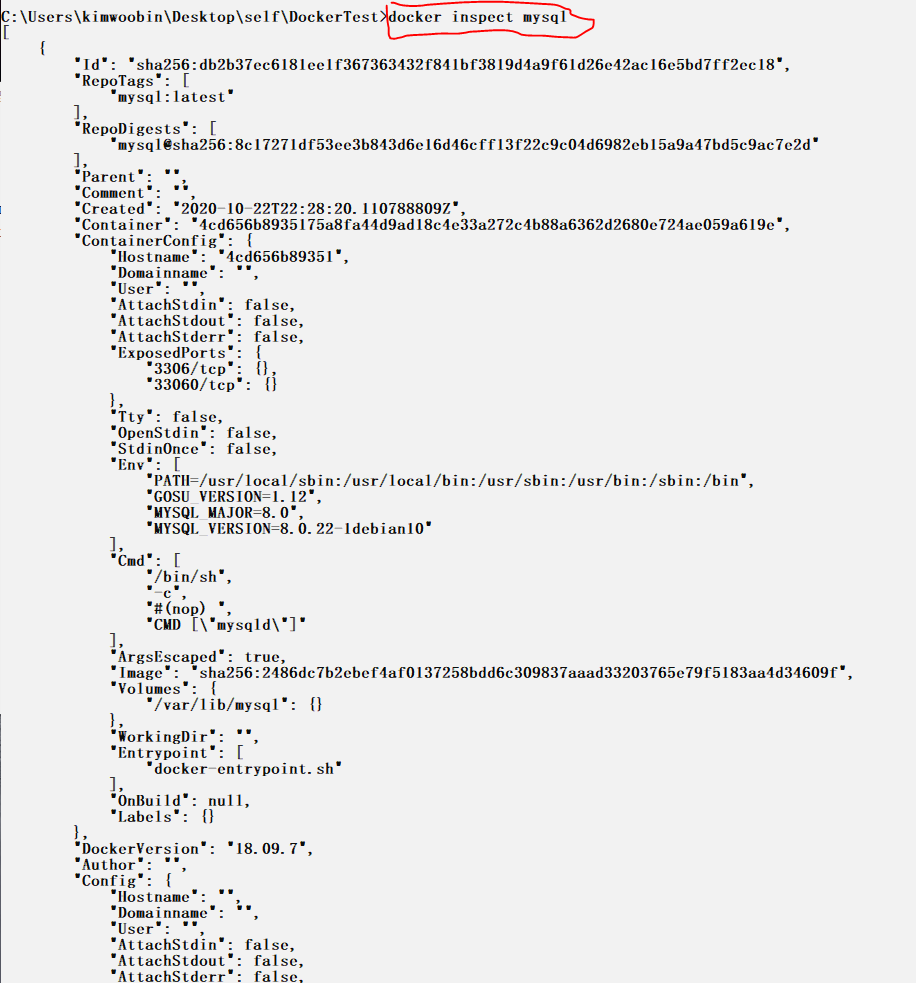 C:\Users\kimwoobin\Desktop\self\DockerTest>docker inspect mysql
[
    {
        "Id": "sha256:db2b37ec6181ee1f367363432f841bf3819d4a9f61d26e42ac16e5bd7ff2ec18",
        "RepoTags": [
            "mysql:latest"
        ],
        "RepoDigests": [
            "mysql@sha256:8c17271df53ee3b843d6e16d46cff13f22c9c04d6982eb15a9a47bd5c9ac7e2d"
        ],
        "Parent": "",
        "Comment": "",
        "Created": "2020-10-22T22:28:20.110788809Z",
        "Container": "4cd656b8935175a8fa44d9ad18c4e33a272c4b88a6362d2680e724ae059a619e",
        "ContainerConfig": {
            "Hostname": "4cd656b89351",
            "Domainname": "",
            "User": "",
            "AttachStdin": false,
            "AttachStdout": false,
            "AttachStderr": false,
            "ExposedPorts": {
                "3306/tcp": {},
                "33060/tcp": {}
            },
            "Tty": false,
            "OpenStdin": false,
            "StdinOnce": false,
            "Env": [
                "PATH=/usr/local/sbin:/usr/local/bin:/usr/sbin:/usr/bin:/sbin:/bin",
                "GOSU_VERSION=1.12",
                "MYSQL_MAJOR=8.0",
                "MYSQL_VERSION=8.0.22-1debian10"
            ],
            "Cmd": [
                "/bin/sh",
                "-c",
                "#(nop) ",
                "CMD [\"mysqld\"]"
            ],
            "ArgsEscaped": true,
            "Image": "sha256:2486dc7b2ebef4af0137258bdd6c309837aaad33203765e79f5183aa4d34609f",
            "Volumes": {
                "/var/lib/mysql": {}
            },
            "WorkingDir": "",
            "Entrypoint": [
                "docker-entrypoint.sh"
            ],
            "OnBuild": null,
            "Labels": {}
        },
        "DockerVersion": "18.09.7",
        "Author": "",
        "Config": {
            "Hostname": "",
            "Domainname": "",
            "User": "",
            "AttachStdin": false,
            "AttachStdout": false,
            "AttachStderr": false,